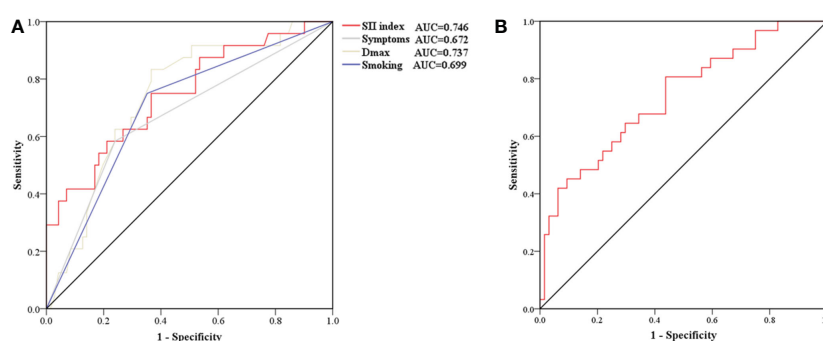 A
SII index AUC=0.746
Symptoms AUC=0.672
Dmax AUC=0.737
Smoking AUC=0.699
Sensitivity
1.0
0.8
0.6
0.4
0.2
0.0
0.0 0.2 0.4 0.6 0.8 1.0
1 - Specificity
B
Sensitivity
1.0
0.8
0.6
0.4
0.2
0.0
0.0 0.2 0.4 0.6 0.8
1 - Specificity